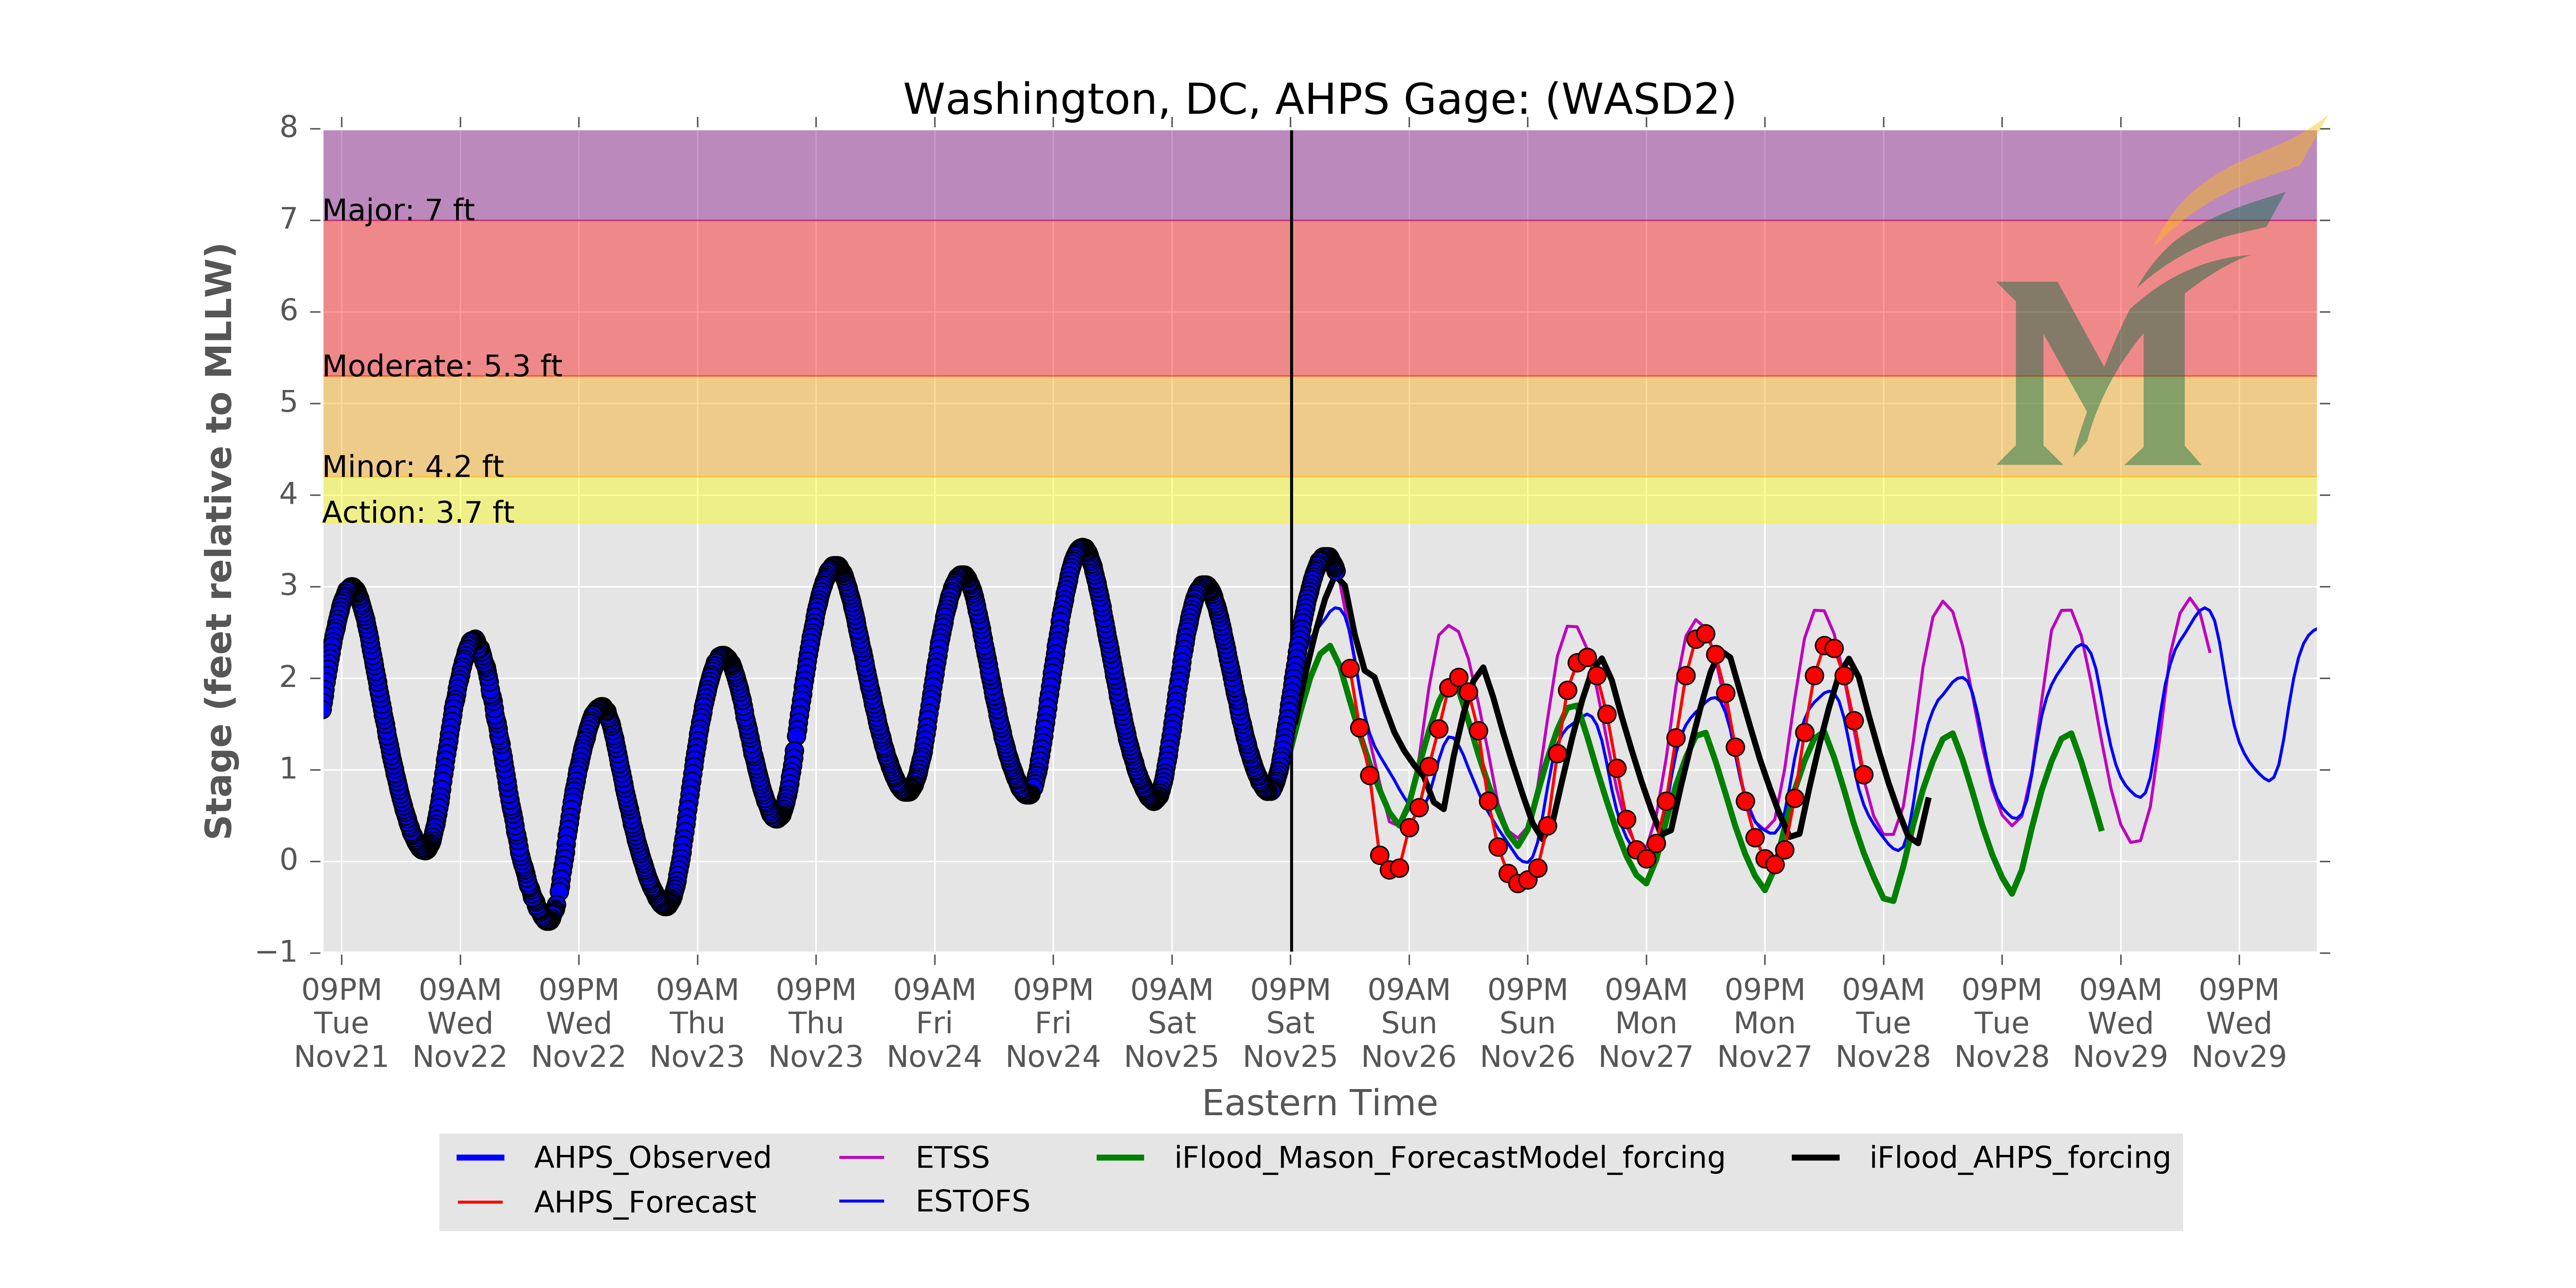 Washington, DC, AHPS Gage: (WASD2)
8
7
6
5
4
3
2
1
0
−1
Stage (feet relative to MLLW)
Major: 7 ft
Moderate: 5.3 ft
Minor: 4.2 ft
Action: 3.7 ft
M
09PM 09AM 09PM 09AM 09PM 09AM 09PM 09AM 09PM 09AM 09PM 09AM 09PM 09AM 09PM 09AM 09PM
Tue Wed Wed Thu Thu Fri Fri Sat Sat Sun Sun Mon Mon Tue Tue Wed Wed
Nov21 Nov22 Nov22 Nov23 Nov23 Nov24 Nov24 Nov25 Nov25 Nov26 Nov26 Nov27 Nov27 Nov28 Nov28 Nov29 Nov29
Eastern Time
AHPS_Observed ETSS iFlood_Mason_ForecastModel_forcing iFlood_AHPS_forcing
AHPS_Forecast ESTOFS